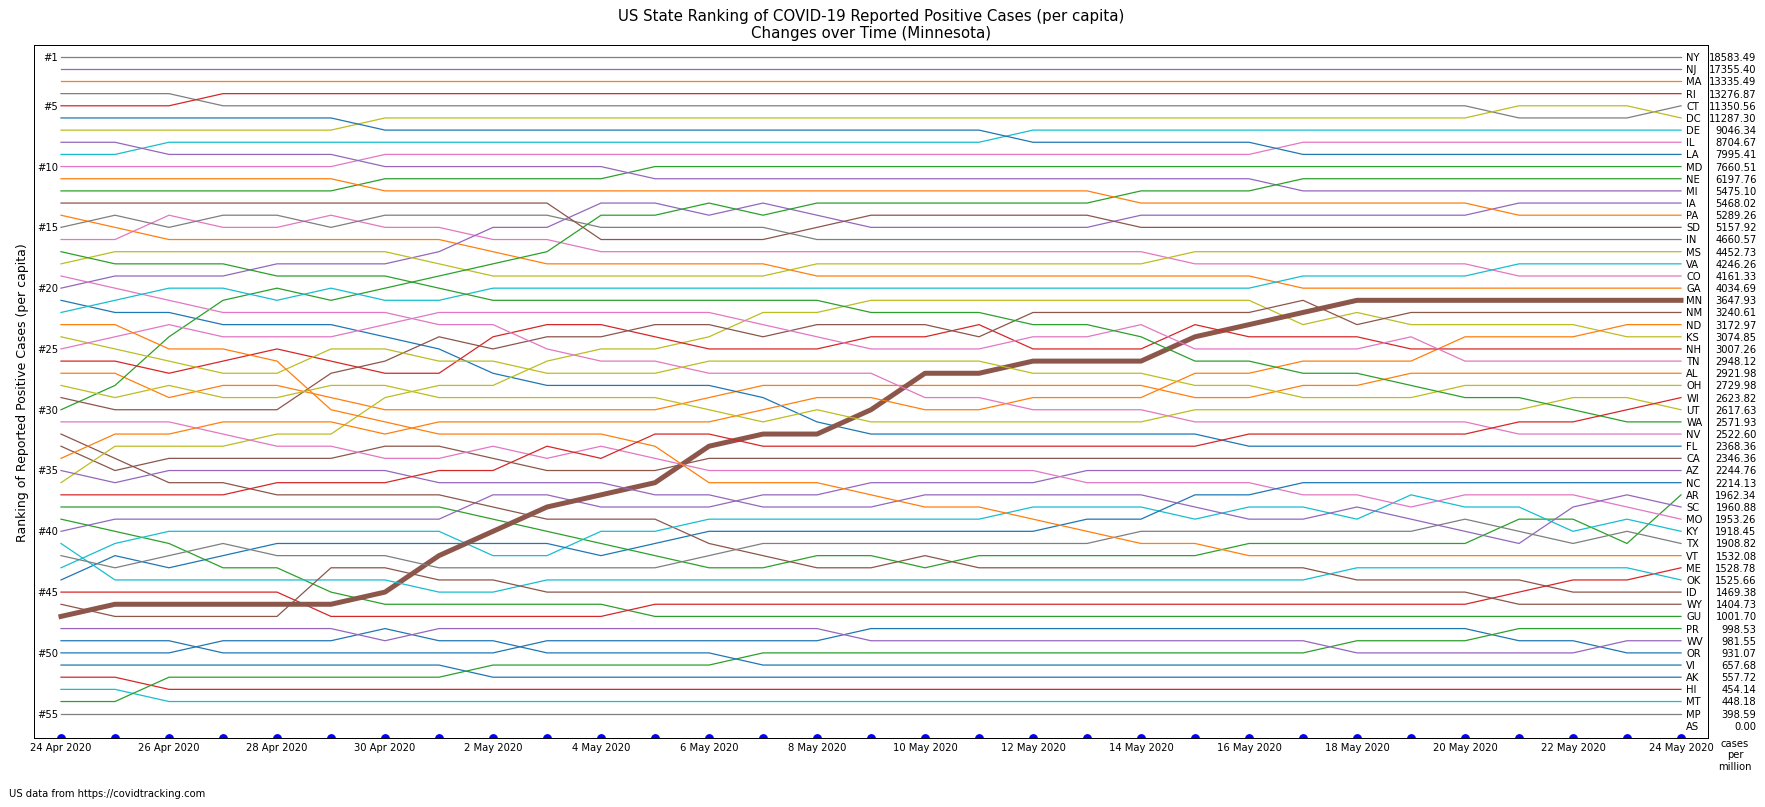 US State Ranking of COVID-19 Reported Positive Cases (per capita)
Changes over Time (Minnesota)
Ranking of Reported Positive Cases (per capita)
#1
#5
#10
#15
#20
#25
#30
#35
#40
#45
#50
#55
NY 18583.49
NJ 17355.40
MA 13335.49
RI 13276.87
CT 11350.56
DC 11287.30
DE 9046.34
IL 8704.67
LA 7995.41
MD 7660.51
NE 6197.76
MI 5475.10
IA 5468.02
PA 5289.26
SD 5157.92
IN 4660.57
MS 4452.73
VA 4246.26
CO 4161.33
GA 4034.69
MN 3647.93
NM 3240.61
ND 3172.97
KS 3074.85
NH 3007.26
TN 2948.12
AL 2921.98
OH 2729.98
WI 2623.82
UT 2617.63
WA 2571.93
NV 2522.60
FL 2368.36
CA 2346.36
AZ 2244.76
NC 2214.13
AR 1962.34
SC 1960.88
MO 1953.26
KY 1918.45
TX 1908.82
VT 1532.08
ME 1528.78
OK 1525.66
ID 1469.38
WY 1404.73
GU 1001.70
PR 998.53
WV 981.55
OR 931.07
VI 657.68
AK 557.72
HI 454.14
MT 448.18
MP 398.59
AS 0.00
24 Apr 2020 26 Apr 2020 28 Apr 2020 30 Apr 2020 2 May 2020 4 May 2020 6 May 2020 8 May 2020 10 May 2020 12 May 2020 14 May 2020 16 May 2020 18 May 2020 20 May 2020 22 May 2020 24 May 2020
cases
per
million
US data from https://covidtracking.com